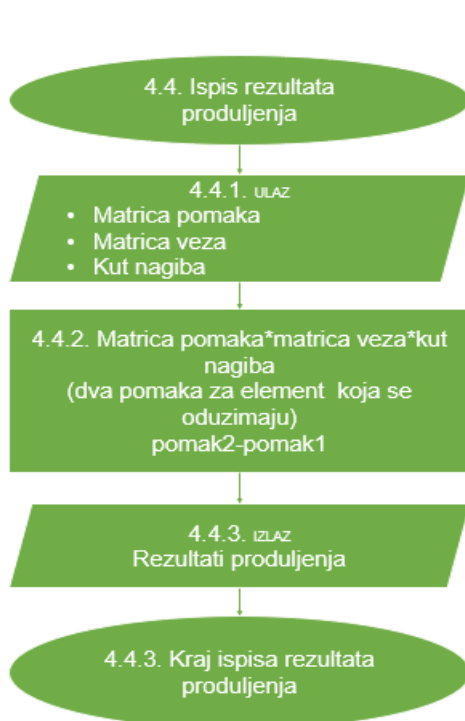 4.4. Ispis rezultata
produljenja
4.4.1. ULAZ
• Matrica pomaka
• Matrica veza
• Kut nagiba
4.4.2. Matrica pomaka*matrica veza*kut
nagiba
(dva pomaka za element koja se
oduzimaju)
pomak2-pomak1
4.4.3. IZLAZ
Rezultati produljenja
4.4.3. Kraj ispisa rezultata
produljenja